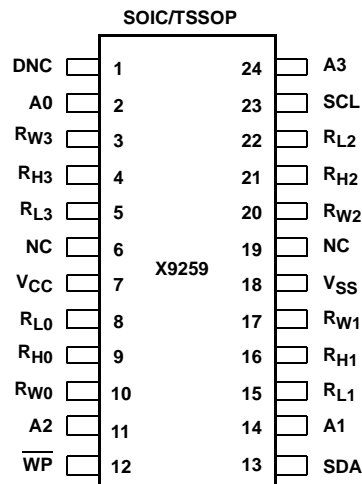 SOIC/TSSOP
DNC 1 24 A3
A0 2 23 SCL
RW3 3 22 RL2
RH3 4 21 RH2
RL3 5 20 RW2
NC 6 19 NC
X9259
VCC 7 18 VSS
RL0 8 17 RW1
RH0 9 16 RH1
RW0 10 15 RL1
A2 11 14 A1
W̅P̅ 12 13 SDA